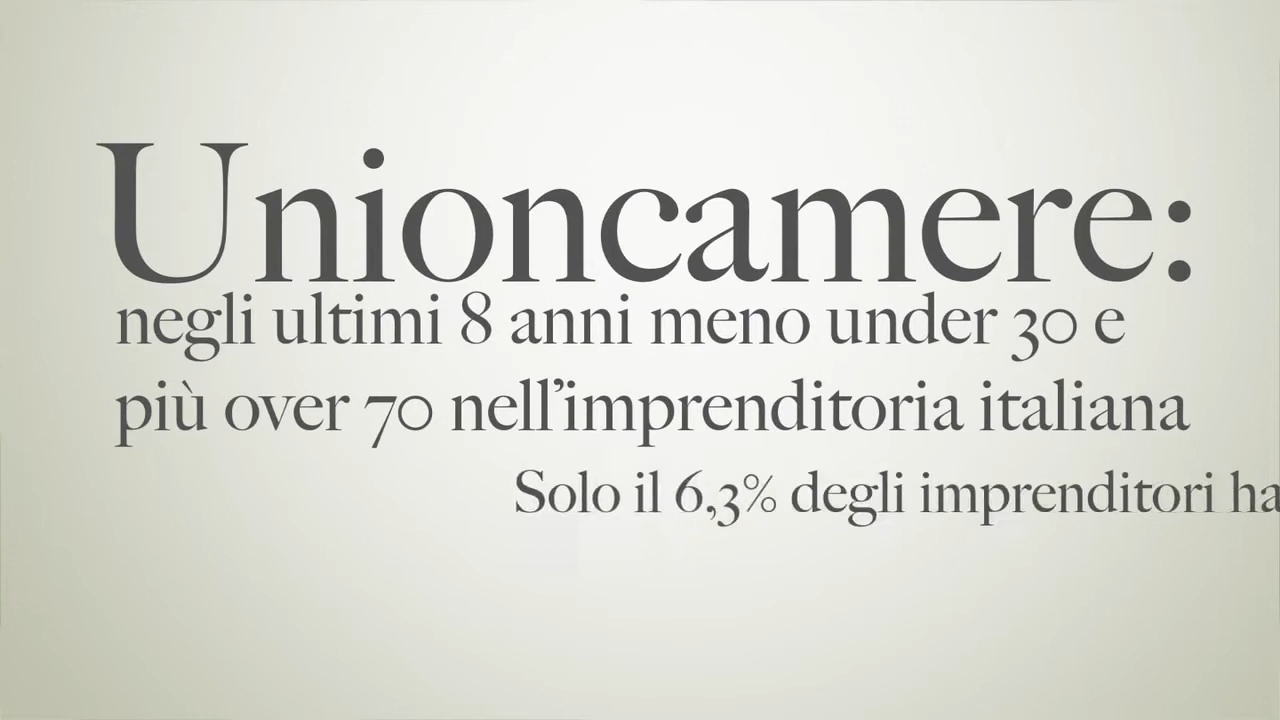 Unioncamere:
negli ultimi 8 anni meno under 30 e
più over 70 nell'imprenditoria italiana
Solo il 6,3% degli imprenditori ha